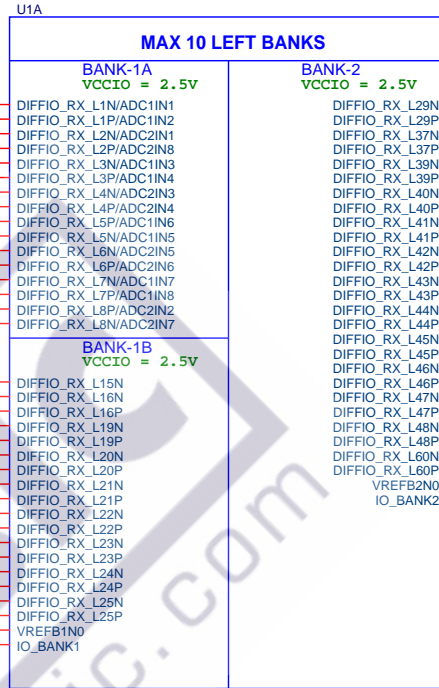 U1A
MAX 10 LEFT BANKS
BANK-1A
VCCIO = 2.5V
DIFFIO_RX_L1N/ADC1IN1
DIFFIO_RX_L1P/ADC1IN2
DIFFIO_RX_L2N/ADC2IN1
DIFFIO_RX_L2P/ADC2IN8
DIFFIO_RX_L3N/ADC1IN3
DIFFIO_RX_L3P/ADC1IN4
DIFFIO_RX_L4N/ADC2IN3
DIFFIO_RX_L4P/ADC2IN4
DIFFIO_RX_L5P/ADC1IN6
DIFFIO_RX_L5N/ADC1IN5
DIFFIO_RX_L6N/ADC2IN5
DIFFIO_RX_L6P/ADC2IN6
DIFFIO_RX_L7N/ADC1IN7
DIFFIO_RX_L7P/ADC1IN8
DIFFIO_RX_L8P/ADC2IN2
DIFFIO_RX_L8N/ADC2IN7
BANK-1B
VCCIO = 2.5V
DIFFIO_RX_L15N
DIFFIO_RX_L16N
DIFFIO_RX_L16P
DIFFIO_RX_L19N
DIFFIO_RX_L19P
DIFFIO_RX_L20N
DIFFIO_RX_L20P
DIFFIO_RX_L21N
DIFFIO_RX_L21P
DIFFIO_RX_L22N
DIFFIO_RX_L22P
DIFFIO_RX_L23N
DIFFIO_RX_L23P
DIFFIO_RX_L24N
DIFFIO_RX_L24P
DIFFIO_RX_L25N
DIFFIO_RX_L25P
VREFB1N0
IO_BANK1
BANK-2
VCCIO = 2.5V
DIFFIO_RX_L29N
DIFFIO_RX_L29P
DIFFIO_RX_L37N
DIFFIO_RX_L37P
DIFFIO_RX_L39N
DIFFIO_RX_L39P
DIFFIO_RX_L40N
DIFFIO_RX_L40P
DIFFIO_RX_L41N
DIFFIO_RX_L41P
DIFFIO_RX_L42N
DIFFIO_RX_L42P
DIFFIO_RX_L43N
DIFFIO_RX_L43P
DIFFIO_RX_L44N
DIFFIO_RX_L44P
DIFFIO_RX_L45N
DIFFIO_RX_L45P
DIFFIO_RX_L46N
DIFFIO_RX_L46P
DIFFIO_RX_L47N
DIFFIO_RX_L47P
DIFFIO_RX_L48N
DIFFIO_RX_L48P
DIFFIO_RX_L60N
DIFFIO_RX_L60P
VREFB2N0
IO_BANK2
ic.com